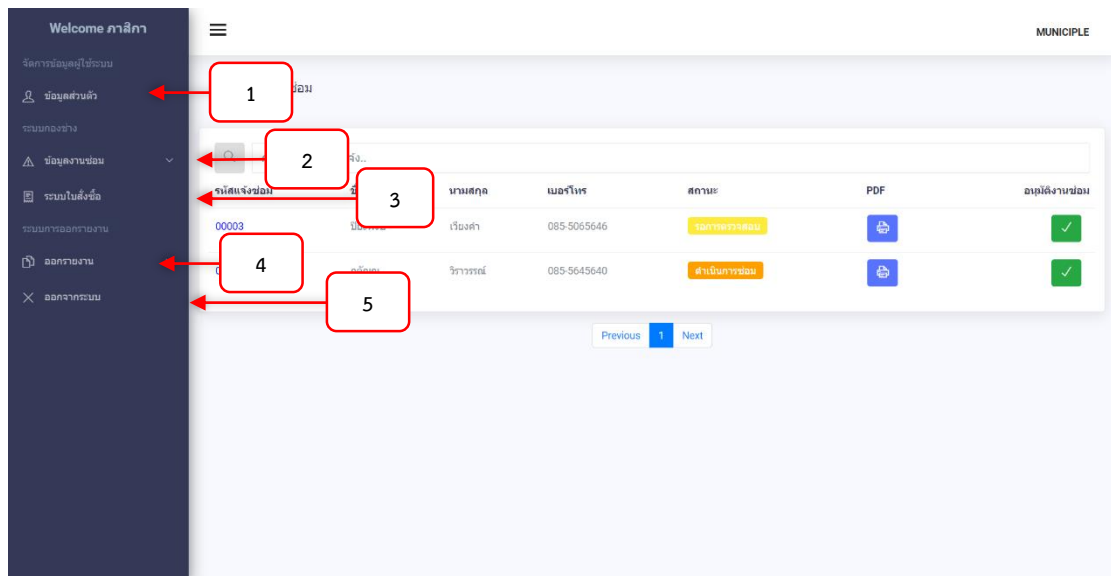 Welcome ภาสิกา
MUNICIPLE
จัดการข้อมูลผู้ใช้ระบบ
ข้อมูลส่วนตัว
1
ซ่อม
ระบบกองช่าง
ข้อมูลงานซ่อม
2
จ้ง..
ระบบใบสั่งซื้อ
3
รหัสแจ้งซ่อม นามสกุล เบอร์โทร สถานะ PDF อนุมัติงานซ่อม
ระบบการออกรายงาน
00003 เวียงคำ 085-5065646 รอการตรวจสอบ
ออกรายงาน
4
วิราวรรณ์ 085-5645640 ดำเนินการซ่อม
ออกจากระบบ
5
Previous 1 Next